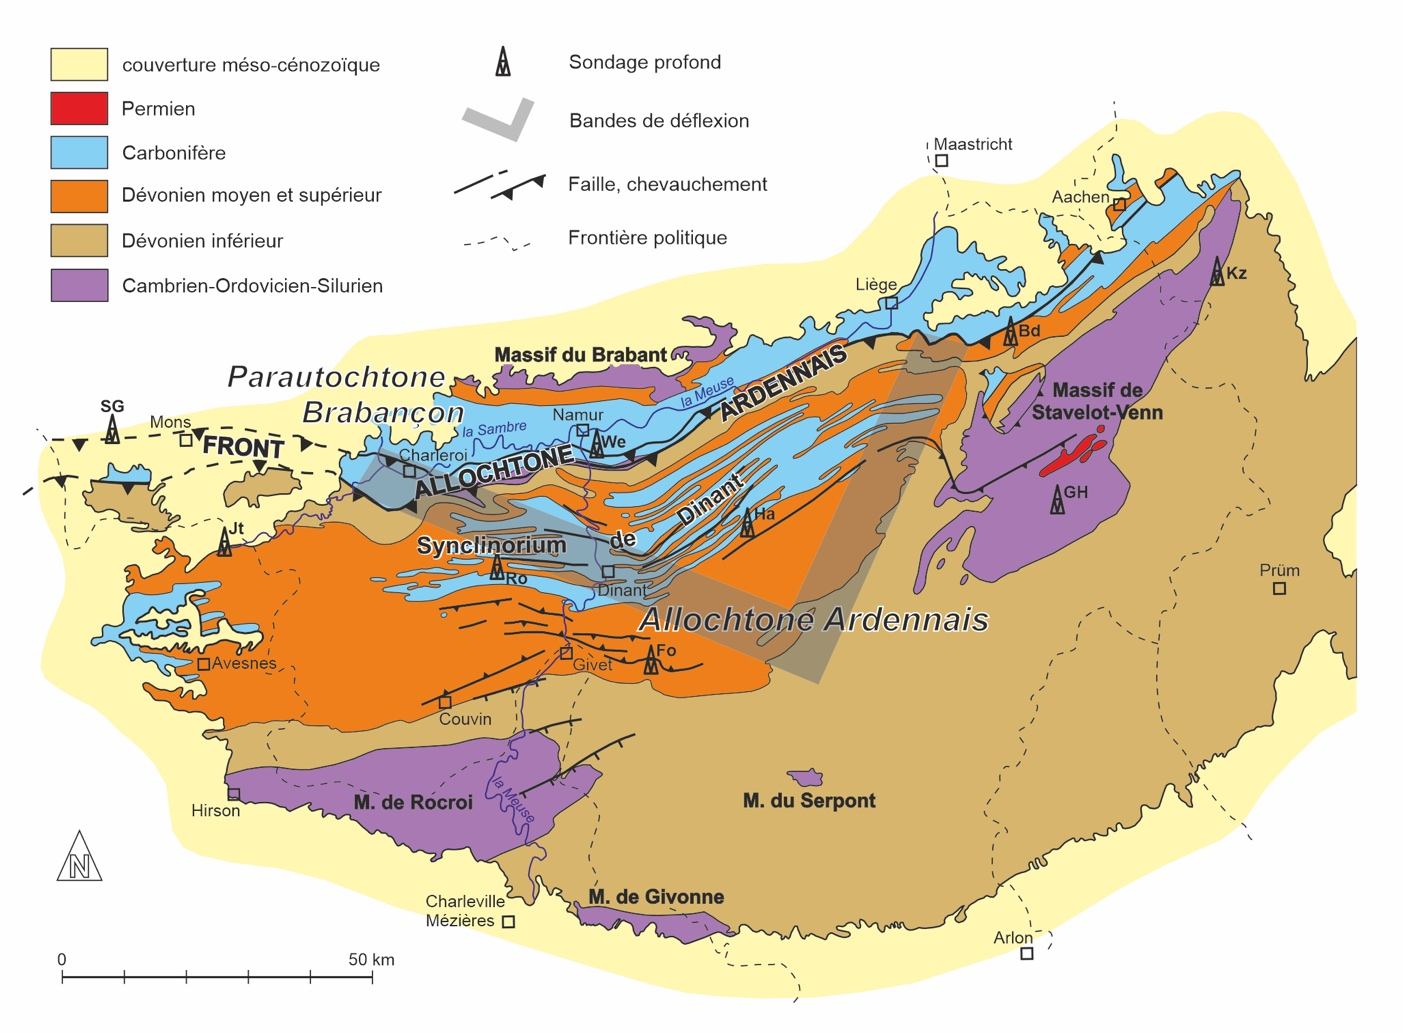 couverture méso-cénozoïque
Permien
Carbonifère
Dévonien moyen et supérieur
Dévonien inférieur
Cambrien-Ordovicien-Silurien
Sondage profond
Bandes de déflexion
Faille, chevauchement
Frontière politique
Maastricht
Aachen
Kz
Liège
Bd
Massif du Brabant
Parautochtone
Brabançon
la Meuse
ARDENNAIS
Massif de
Stavelot-Venn
SG
Mons
FRONT
Namur
la Sambre
We
Charleroi
ALLOCHTONE
GH
Jt
Synclinorium
de
Dinant
Ha
Ro
Dinant
Prüm
Allochtone Ardennais
Avesnes
Givet
Fo
Couvin
Hirson
M. de Rocroi
la Meuse
M. du Serpont
N
Charleville
Mézières
M. de Givonne
Arlon
0
50 km